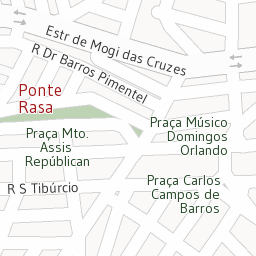 Estr de Mogi das Cruzes
R Dr Barros Pimentel
Ponte
Rasa
Praça Músico
Domingos
Orlando
Praça Mto.
Assis
Repúblican
Praça Carlos
Campos de
Barros
R S Tibúrcio